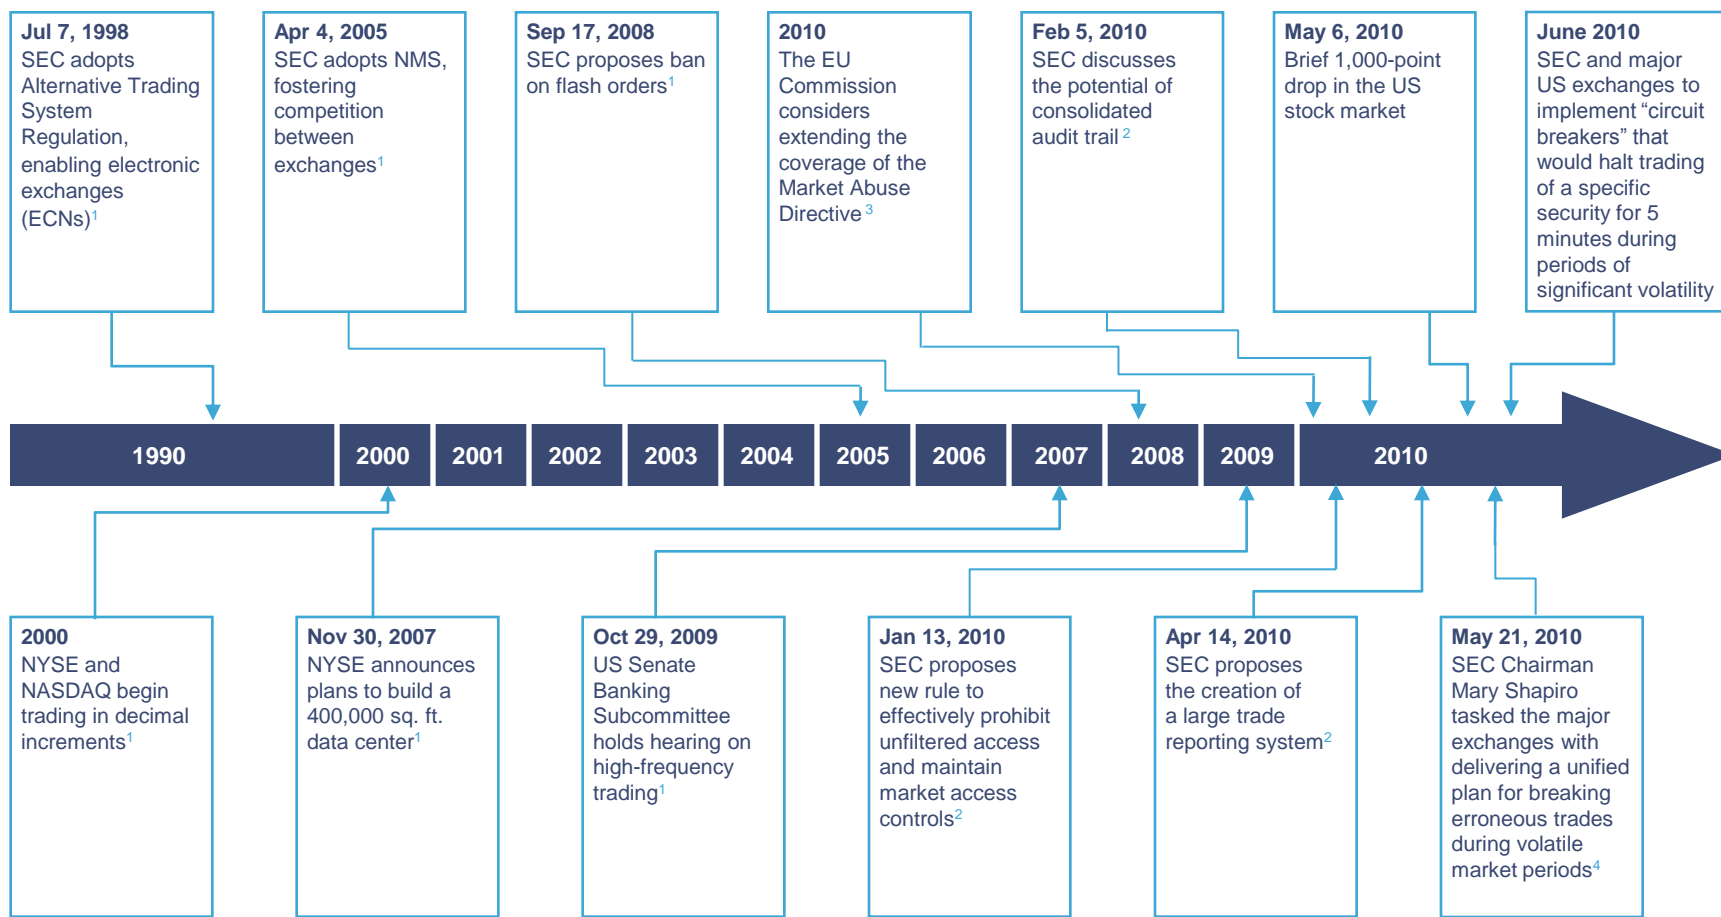 Jul 7, 1998
SEC adopts
Alternative Trading
System
Regulation,
enabling electronic
exchanges
(ECNs)1
Apr 4, 2005
SEC adopts NMS,
fostering
competition
between
exchanges1
Sep 17, 2008
SEC proposes ban
on flash orders1
2010
The EU
Commission
considers
extending the
coverage of the
Market Abuse
Directive 3
Feb 5, 2010
SEC discusses
the potential of
consolidated
audit trail 2
May 6, 2010
Brief 1,000-point
drop in the US
stock market
June 2010
SEC and major
US exchanges to
implement “circuit
breakers” that
would halt trading
of a specific
security for 5
minutes during
periods of
significant volatility
1990
2000
2001
2002
2003
2004
2005
2006
2007
2008
2009
2010
2000
NYSE and
NASDAQ begin
trading in decimal
increments1
Nov 30, 2007
NYSE announces
plans to build a
400,000 sq. ft.
data center1
Oct 29, 2009
US Senate
Banking
Subcommittee
holds hearing on
high-frequency
trading1
Jan 13, 2010
SEC proposes
new rule to
effectively prohibit
unfiltered access
and maintain
market access
controls2
Apr 14, 2010
SEC proposes
the creation of
a large trade
reporting system2
May 21, 2010
SEC Chairman
Mary Shapiro
tasked the major
exchanges with
delivering a unified
plan for breaking
erroneous trades
during volatile
market periods4